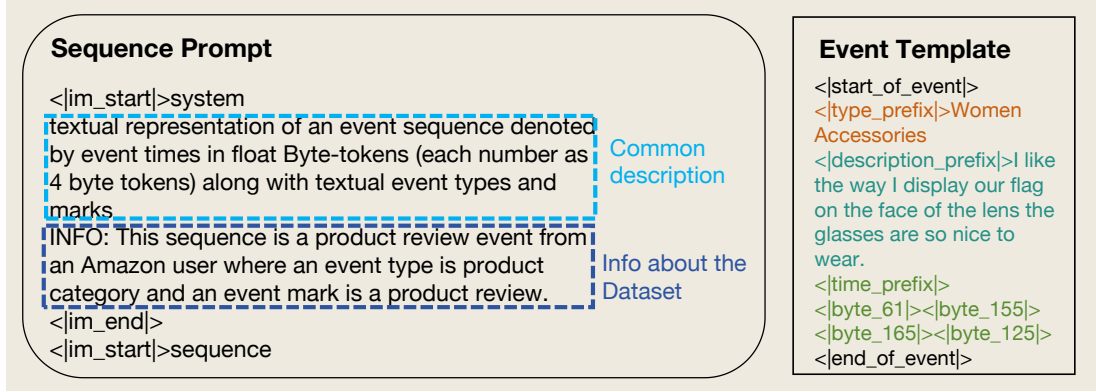 Sequence Prompt
<|im_start|>system
textual representation of an event sequence denoted
by event times in float Byte-tokens (each number as
4 byte tokens) along with textual event types and
marks
INFO: This sequence is a product review event from
an Amazon user where an event type is product
category and an event mark is a product review.
<|im_end|>
<|im_start|>sequence
Common
description
Info about the
Dataset
Event Template
<|start_of_event|>
<|type_prefix|>Women
Accessories
<|description_prefix|>I like
the way I display our flag
on the face of the lens the
glasses are so nice to
wear.
<|time_prefix|>
<|byte_61|><|byte_155|>
<|byte_165|><|byte_125|>
<|end_of_event|>